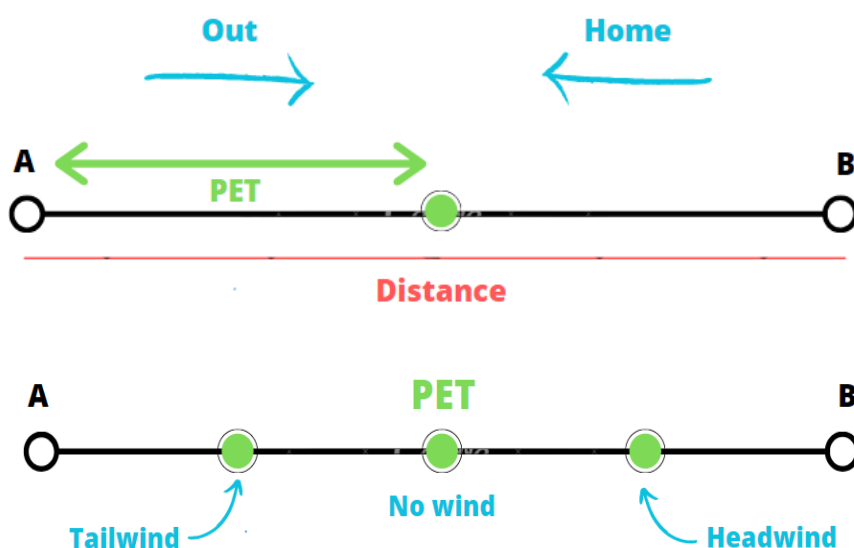 Out
Home
A
B
PET
Distance
PET
A
B
No wind
Tailwind
Headwind